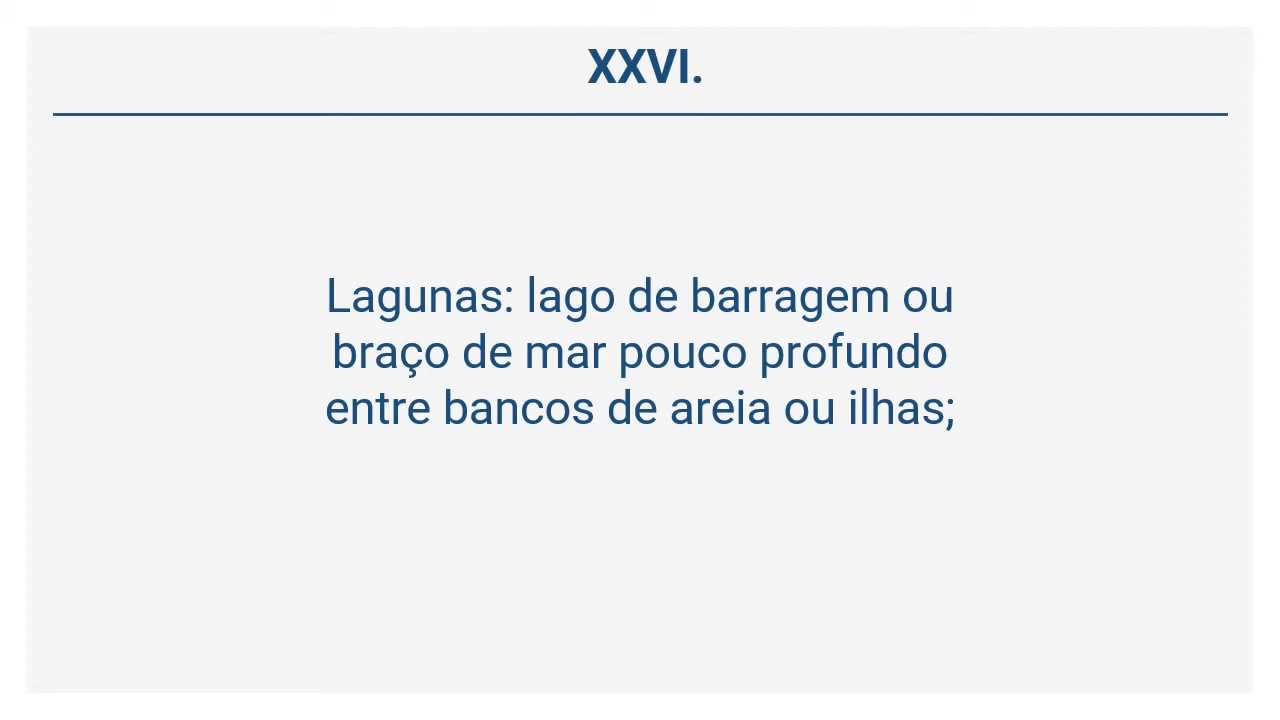 XXVI.
Lagunas: lago de barragem ou
braço de mar pouco profundo
entre bancos de areia ou ilhas;